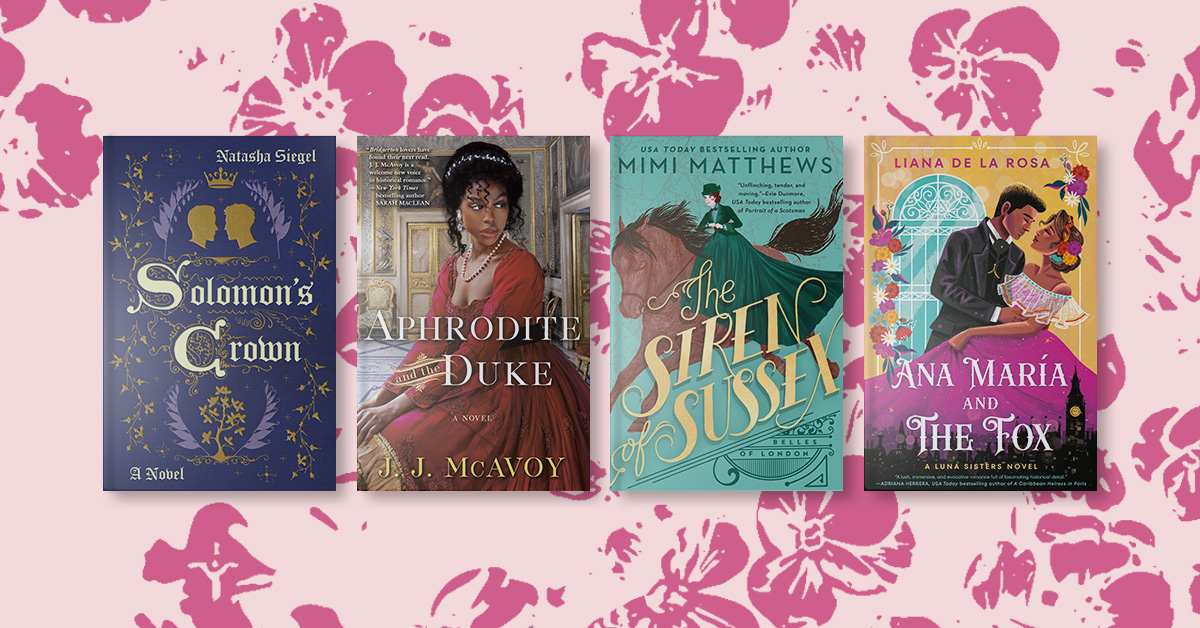 Natasha Siegel
Solomon's
Crown
A Novel
"Bridgerton lovers have
found their next read.
J. J. McAvoy is a
welcome new voice
in historical romance."
—New York Times
bestselling author
SARAH MACLEAN
APHRODITE
and the
DUKE
A NOVEL
J. J. McAVOY
USA TODAY BESTSELLING AUTHOR
MIMI MATTHEWS
"Unflinching, tender, and
moving."–Evie Dunmore,
USA Today bestselling author
of Portrait of a Scotsman
The
SIREN
of SUSSEX
BELLES
OF LONDON
LIANA DE LA ROSA
ANA MARÍA
AND
THE FOX
A LUNA SISTERS NOVEL
"A lush, immersive, and evocative romance full of fascinating historical detail."
—ADRIANA HERRERA, USA Today bestselling author of A Caribbean Heiress in Paris